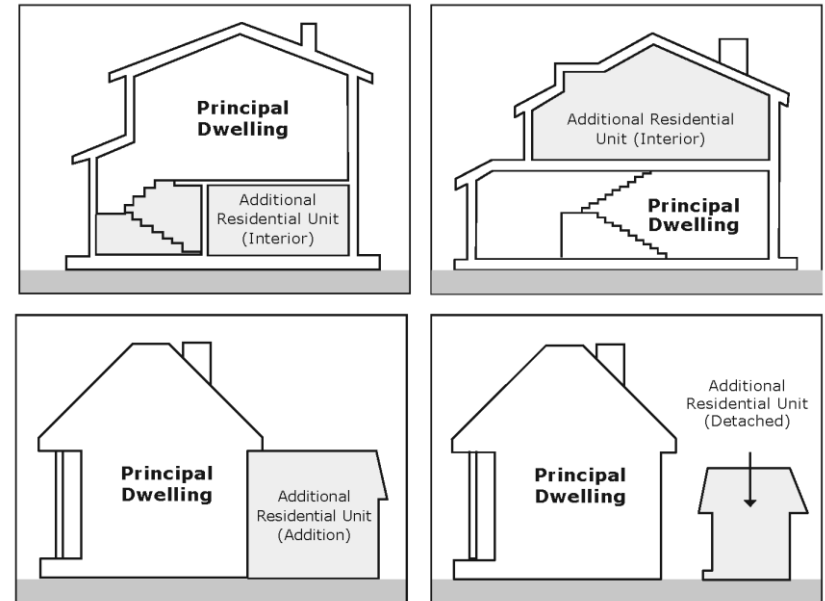 Principal
Dwelling
Additional
Residential Unit
(Interior)
Additional Residential
Unit (Interior)
Principal
Dwelling
Principal
Dwelling
Additional
Residential Unit
(Addition)
Additional
Residential Unit
(Detached)
Principal
Dwelling